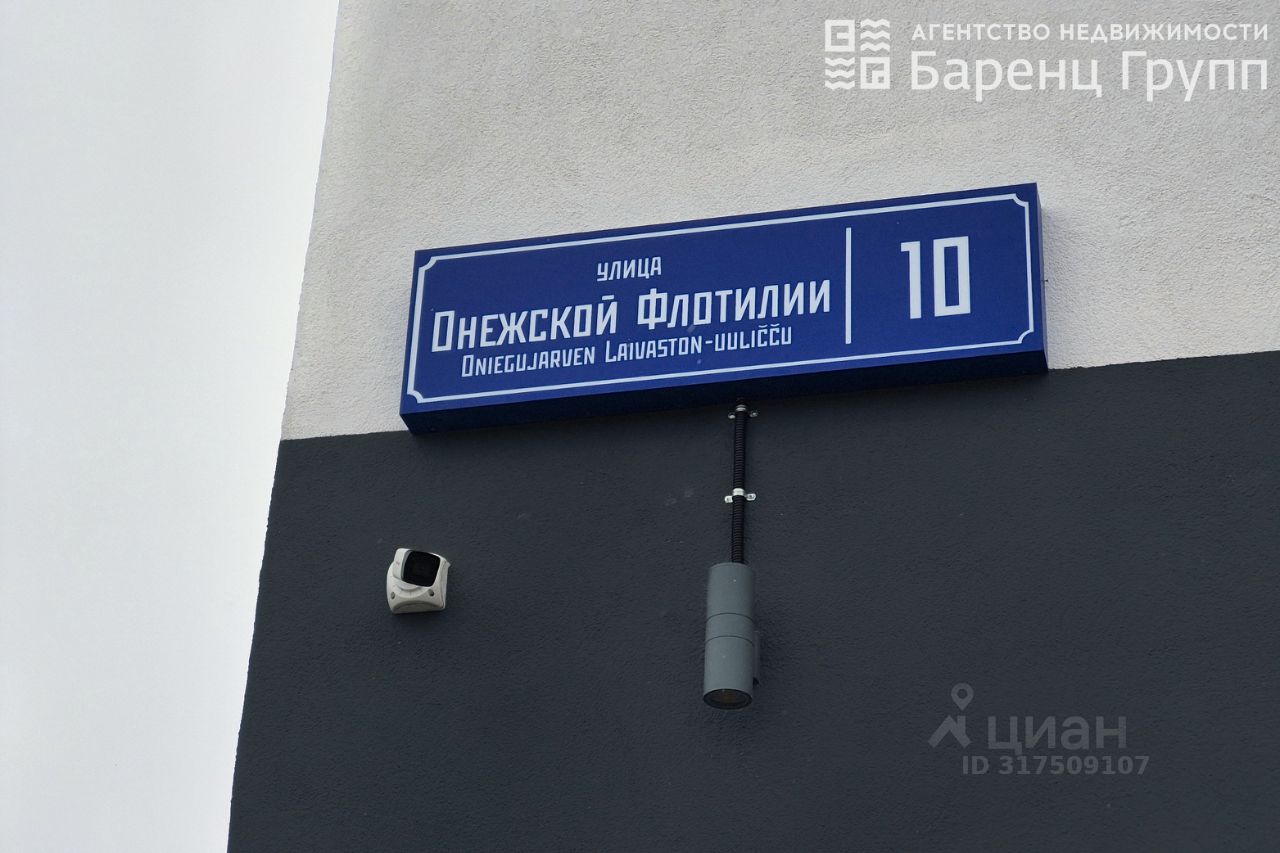 АГЕНТСТВО НЕДВИЖИМОСТИ
Баренц Групп
улица
Онежской Флотилии
10
Oniegujarven Laivaston-uuličču
циан
ID 317509107